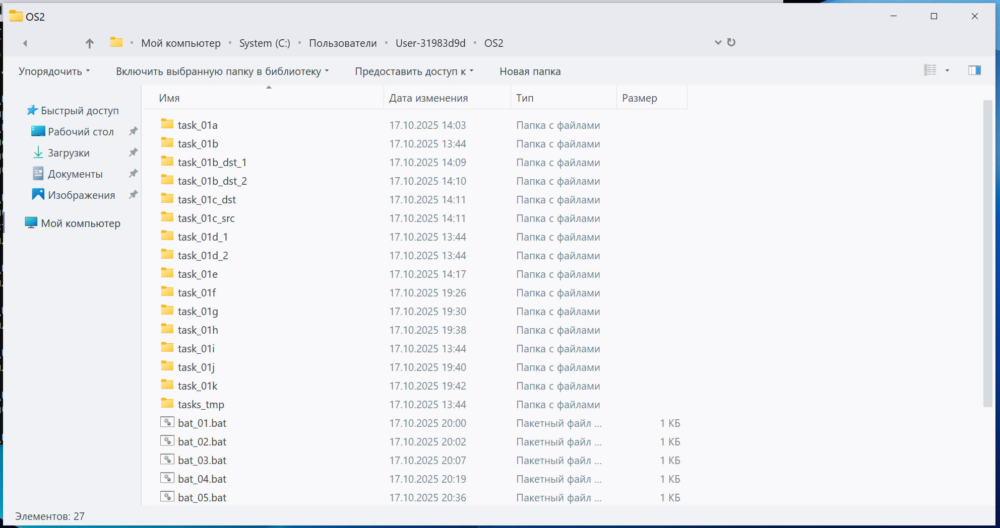 OS2
Мой компьютер • System (C:) • Пользователи • User-31983d9d • OS2
Упорядочить Включить выбранную папку в библиотеку Предоставить доступ к Новая папка
Быстрый доступ
Рабочий стол
Загрузки
Документы
Изображения
Мой компьютер
Имя Дата изменения Тип Размер
task_01a 17.10.2025 14:03 Папка с файлами
task_01b 17.10.2025 13:44 Папка с файлами
task_01b_dst_1 17.10.2025 14:09 Папка с файлами
task_01b_dst_2 17.10.2025 14:10 Папка с файлами
task_01c_dst 17.10.2025 14:11 Папка с файлами
task_01c_src 17.10.2025 14:11 Папка с файлами
task_01d_1 17.10.2025 13:44 Папка с файлами
task_01d_2 17.10.2025 13:44 Папка с файлами
task_01e 17.10.2025 14:17 Папка с файлами
task_01f 17.10.2025 19:26 Папка с файлами
task_01g 17.10.2025 19:30 Папка с файлами
task_01h 17.10.2025 19:38 Папка с файлами
task_01i 17.10.2025 13:44 Папка с файлами
task_01j 17.10.2025 19:40 Папка с файлами
task_01k 17.10.2025 19:42 Папка с файлами
tasks_tmp 17.10.2025 13:44 Папка с файлами
bat_01.bat 17.10.2025 20:00 Пакетный файл ... 1 КБ
bat_02.bat 17.10.2025 20:02 Пакетный файл ... 1 КБ
bat_03.bat 17.10.2025 20:07 Пакетный файл ... 1 КБ
bat_04.bat 17.10.2025 20:19 Пакетный файл ... 1 КБ
bat_05.bat 17.10.2025 20:36 Пакетный файл ... 1 КБ
Элементов: 27